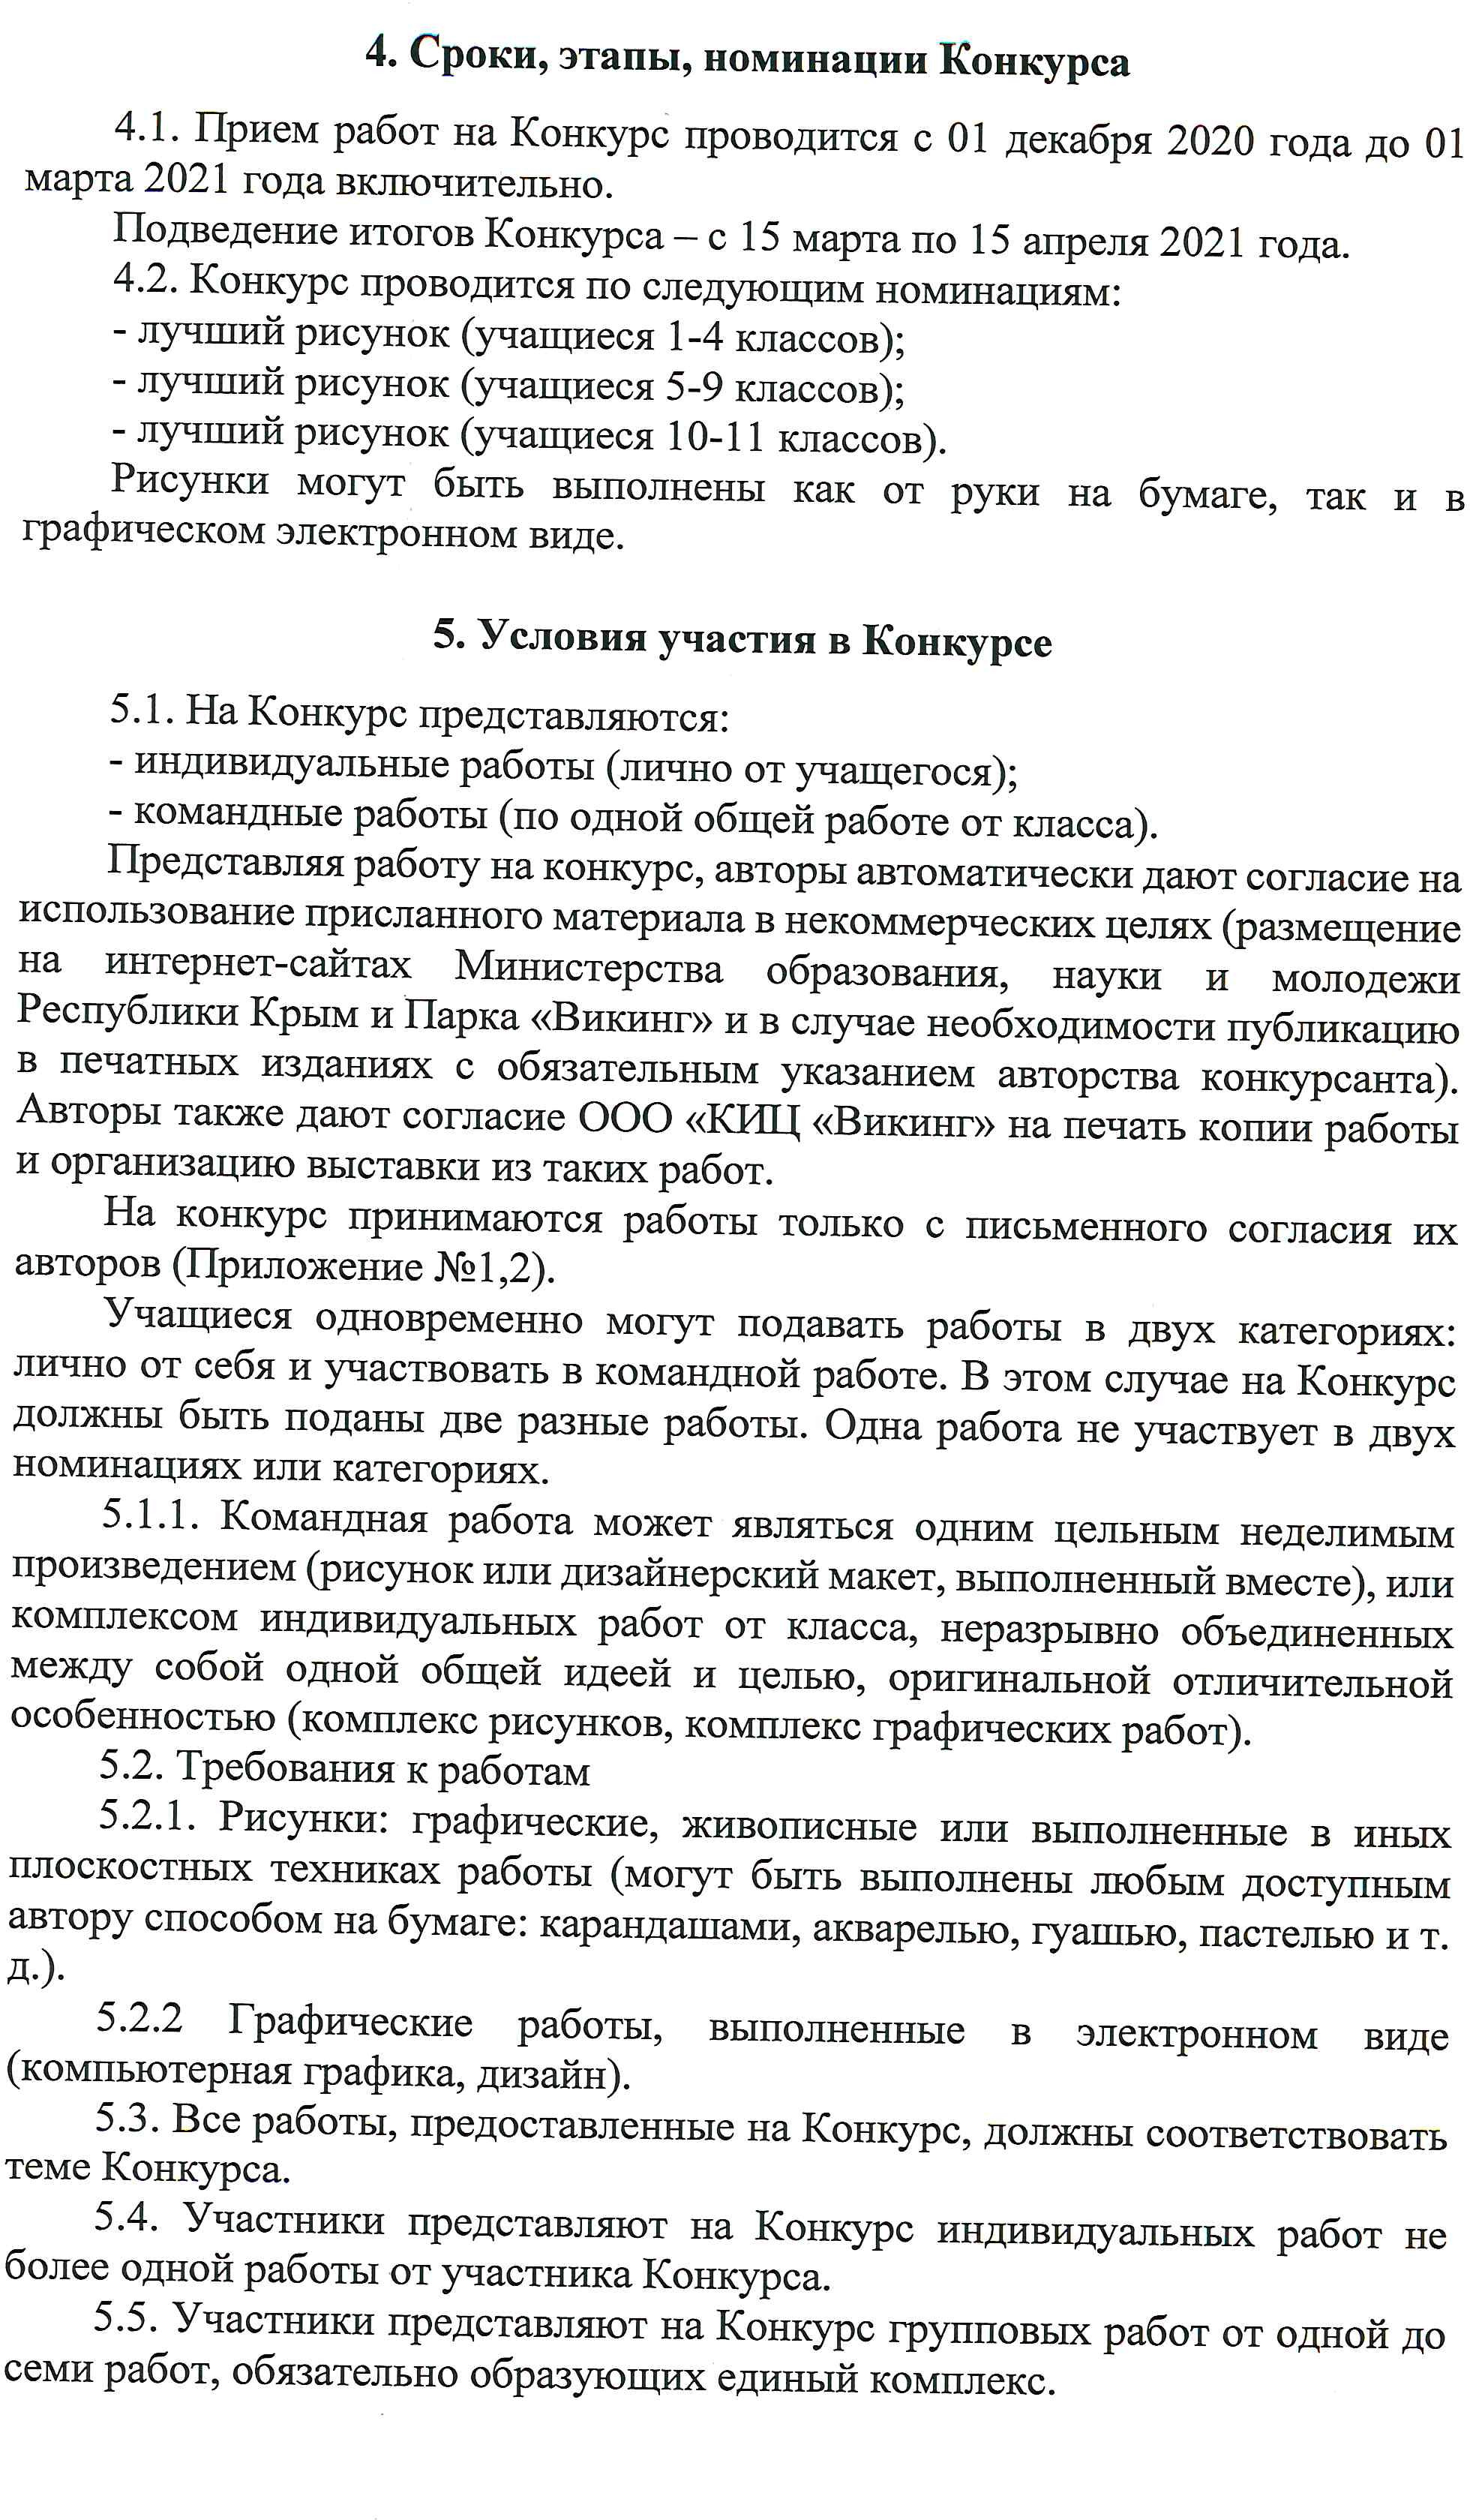 4. Сроки, этапы, номинации Конкурса
4.1. Прием работ на Конкурс проводится с 01 декабря 2020 года до 01
марта 2021 года включительно.
Подведение итогов Конкурса – с 15 марта по 15 апреля 2021 года.
4.2. Конкурс проводится по следующим номинациям:
- лучший рисунок (учащиеся 1-4 классов);
- лучший рисунок (учащиеся 5-9 классов);
- лучший рисунок (учащиеся 10-11 классов).
Рисунки могут быть выполнены как от руки на бумаге, так и в
графическом электронном виде.
5. Условия участия в Конкурсе
5.1. На Конкурс представляются:
- индивидуальные работы (лично от учащегося);
- командные работы (по одной общей работе от класса).
Представляя работу на конкурс, авторы автоматически дают согласие на
использование присланного материала в некоммерческих целях (размещение
на интернет-сайтах Министерства образования, науки и молодежи
Республики Крым и Парка «Викинг» и в случае необходимости публикацию
в печатных изданиях с обязательным указанием авторства конкурсанта).
Авторы также дают согласие ООО «КИЦ «Викинг» на печать копии работы
и организацию выставки из таких работ.
На конкурс принимаются работы только с письменного согласия их
авторов (Приложение №1,2).
Учащиеся одновременно могут подавать работы в двух категориях:
лично от себя и участвовать в командной работе. В этом случае на Конкурс
должны быть поданы две разные работы. Одна работа не участвует в двух
номинациях или категориях.
5.1.1. Командная работа может являться одним цельным неделимым
произведением (рисунок или дизайнерский макет, выполненный вместе), или
комплексом индивидуальных работ от класса, неразрывно объединенных
между собой одной общей идеей и целью, оригинальной отличительной
особенностью (комплекс рисунков, комплекс графических работ).
5.2. Требования к работам
5.2.1. Рисунки: графические, живописные или выполненные в иных
плоскостных техниках работы (могут быть выполнены любым доступным
автору способом на бумаге: карандашами, акварелью, гуашью, пастелью и т.
д.).
5.2.2 Графические работы, выполненные в электронном виде
(компьютерная графика, дизайн).
5.3. Все работы, предоставленные на Конкурс, должны соответствовать
теме Конкурса.
5.4. Участники представляют на Конкурс индивидуальных работ не
более одной работы от участника Конкурса.
5.5. Участники представляют на Конкурс групповых работ от одной до
семи работ, обязательно образующих единый комплекс.